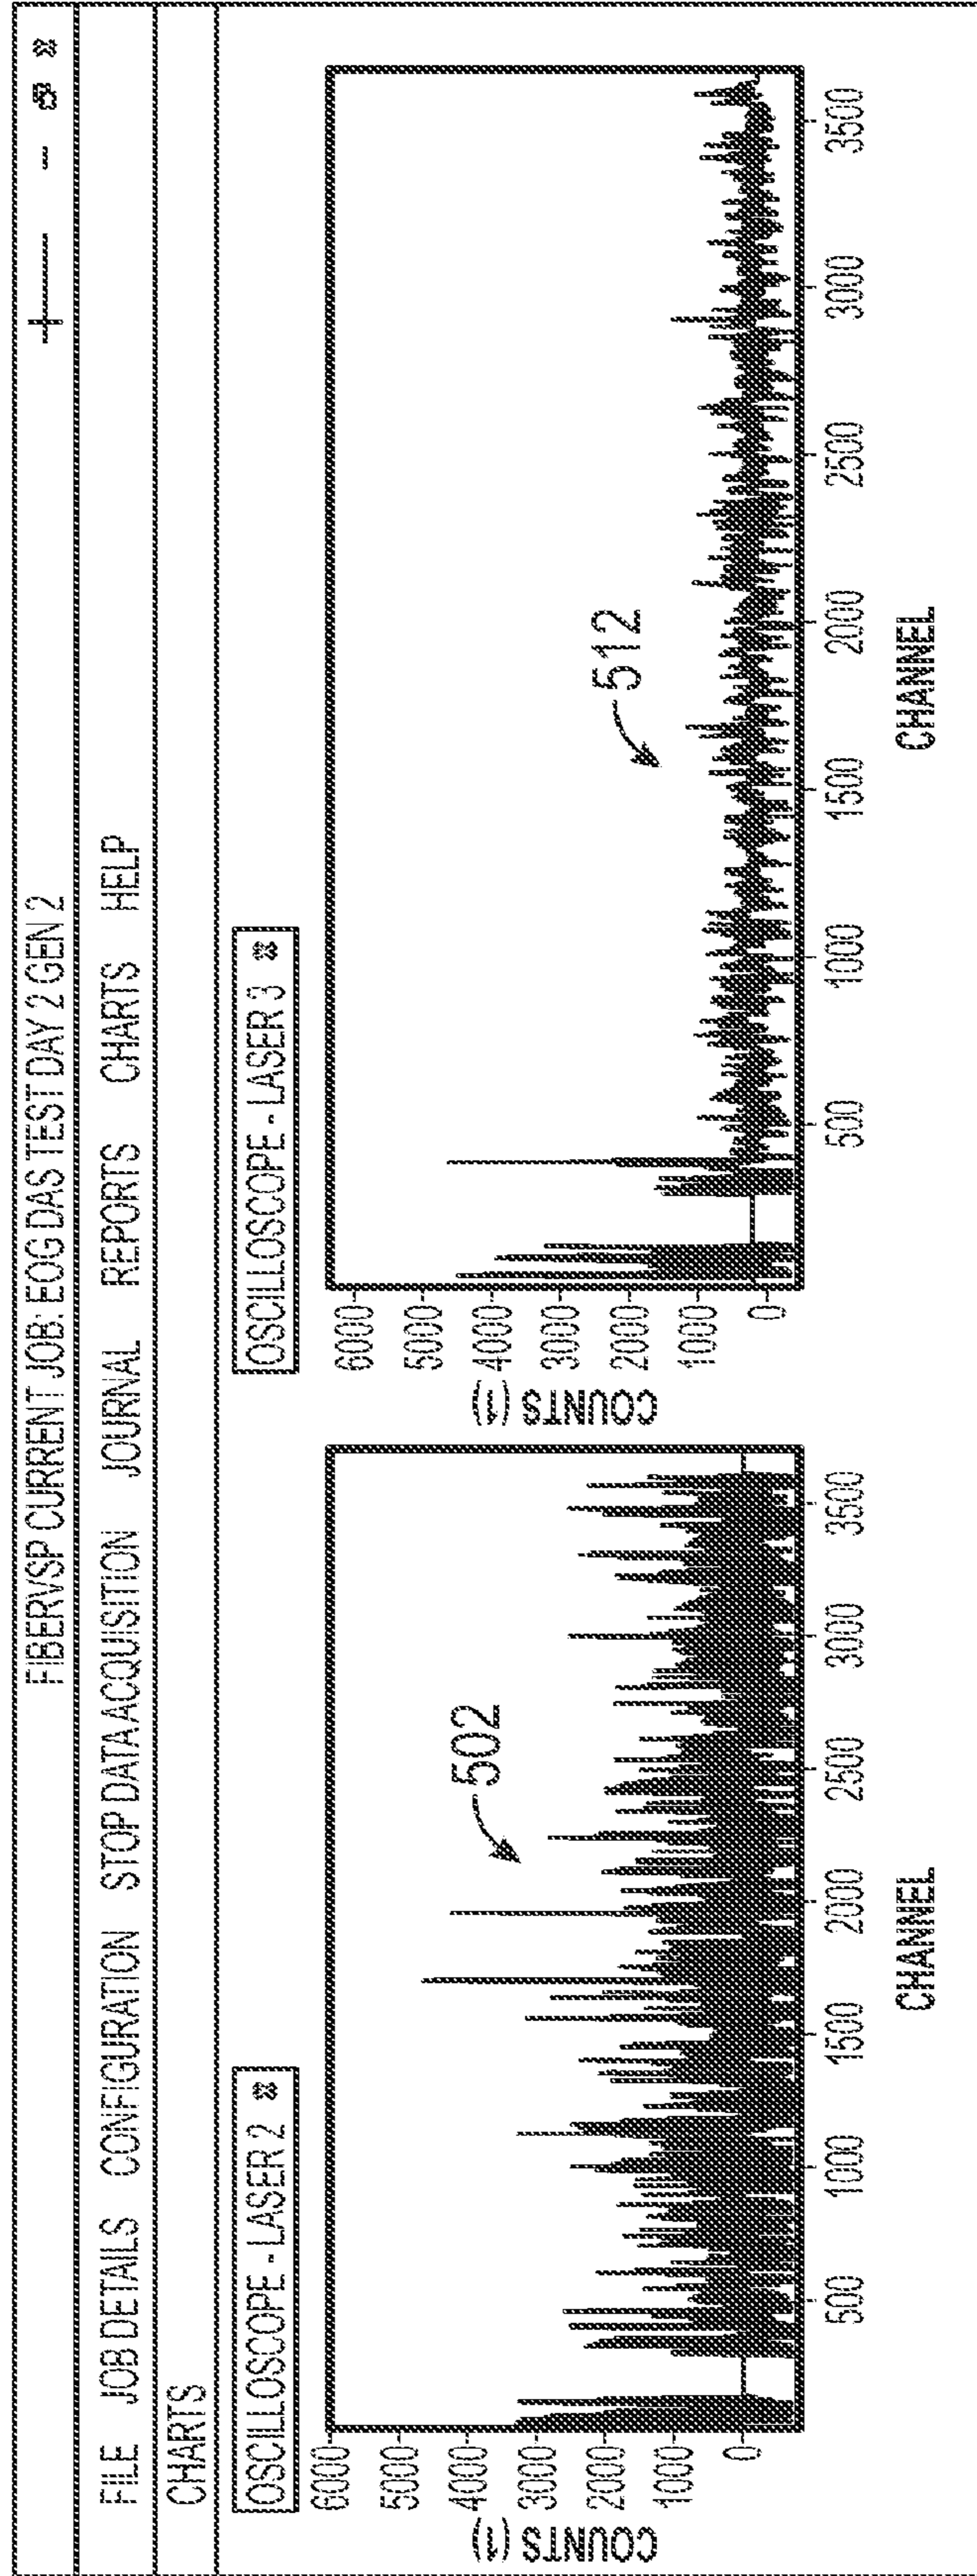 FIBERVSP CURRENT JOB: EOG DAS TEST DAY 2 GEN 2
FILE JOB DETAILS CONFIGURATION STOP DATA ACQUISITION JOURNAL REPORTS CHARTS HELP
CHARTS
OSCILLOSCOPE - LASER 2
6000
5000
4000
3000
2000
1000
0
COUNTS (1)
502
500 1000 1500 2000 2500 3000 3500
CHANNEL
OSCILLOSCOPE - LASER 3
6000
5000
4000
3000
2000
1000
0
COUNTS (1)
512
500 1000 1500 2000 2500 3000 3500
CHANNEL